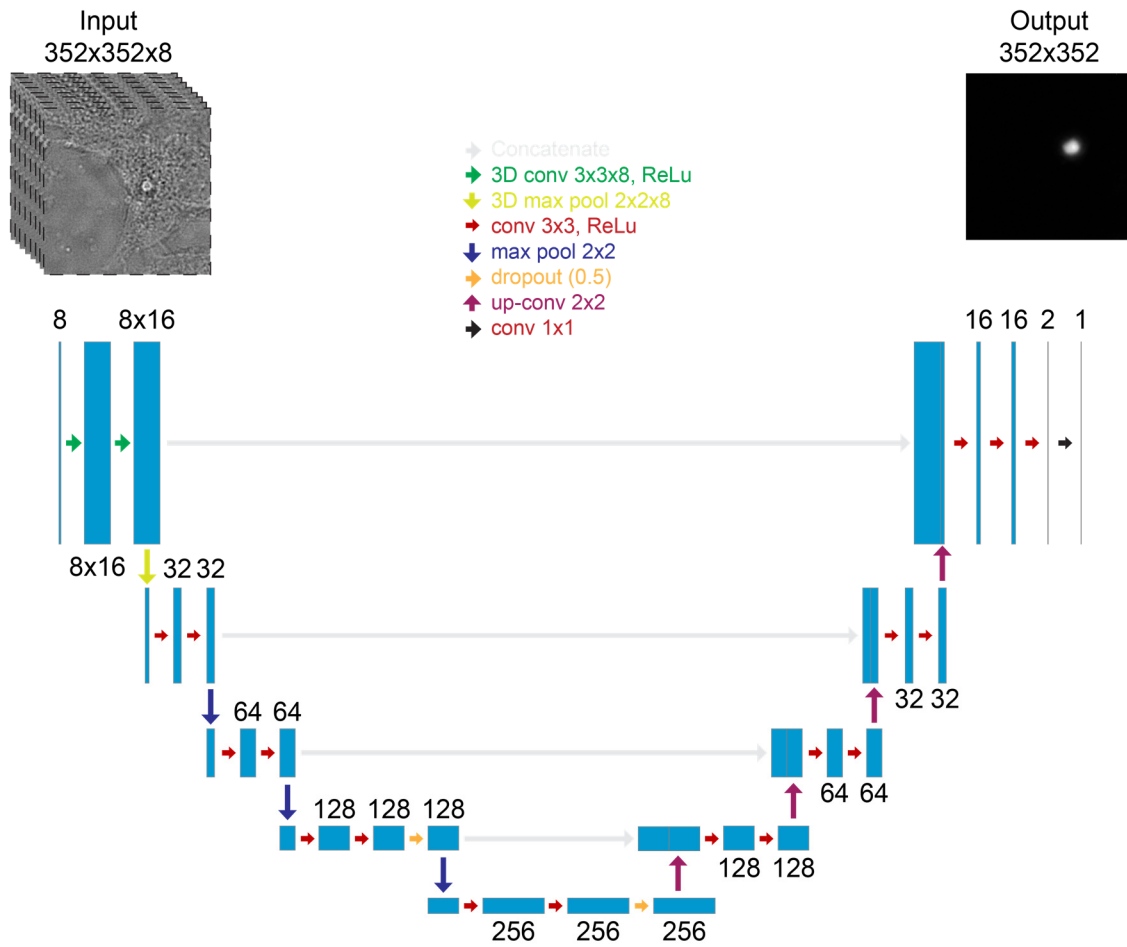 Input
352x352x8
Output
352x352
Concatenate
3D conv 3x3x8, ReLu
3D max pool 2x2x8
conv 3x3, ReLu
max pool 2x2
dropout (0.5)
up-conv 2x2
conv 1x1
8
8x16
16
16
2
1
8x16
32
32
32
32
64
64
64
64
128
128
128
128
128
256
256
256